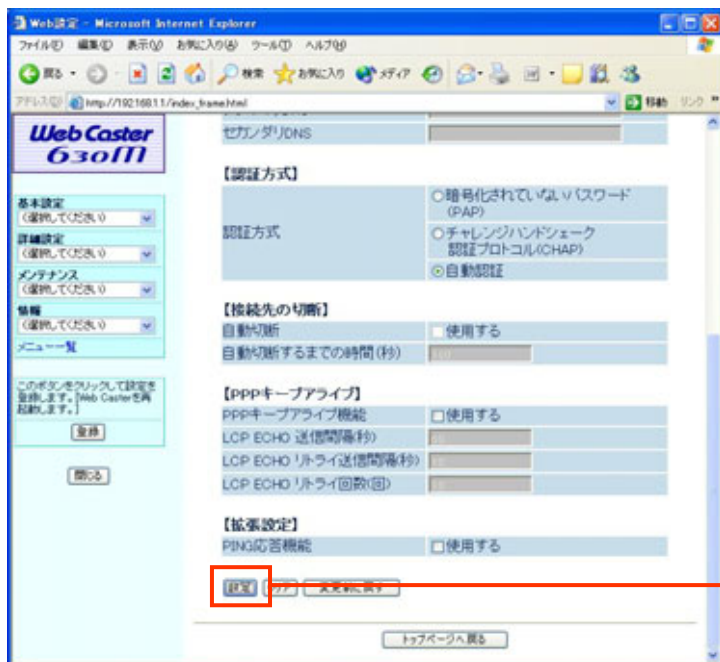 Web設定 - Microsoft Internet Explorer
ファイル(F) 編集(E) 表示(V) お気に入り(A) ツール(T) ヘルプ(H)
戻る 検索 お気に入り メディア
アドレス(D) http://192.168.1.1/index_frame.html 移動 リンク
Web Caster
630M
基本設定
(選択してください)
詳細設定
(選択してください)
メンテナンス
(選択してください)
情報
(選択してください)
メニュー一覧
このボタンをクリックして設定を
登録します。[Web Casterを再
起動します。]
登録
閉じる
セカンダリDNS
【認証方式】
認証方式
暗号化されていないパスワード
(PAP)
チャレンジハンドシェーク
認証プロトコル(CHAP)
自動認証
【接続先の切断】
自動切断 使用する
自動切断するまでの時間(秒)
【PPPキープアライブ】
PPPキープアライブ機能 使用する
LCP ECHO 送信間隔(秒)
LCP ECHO リトライ送信間隔(秒)
LCP ECHO リトライ回数(回)
【拡張設定】
PING応答機能 使用する
設定 クリア 変更前に戻す
トップページへ戻る